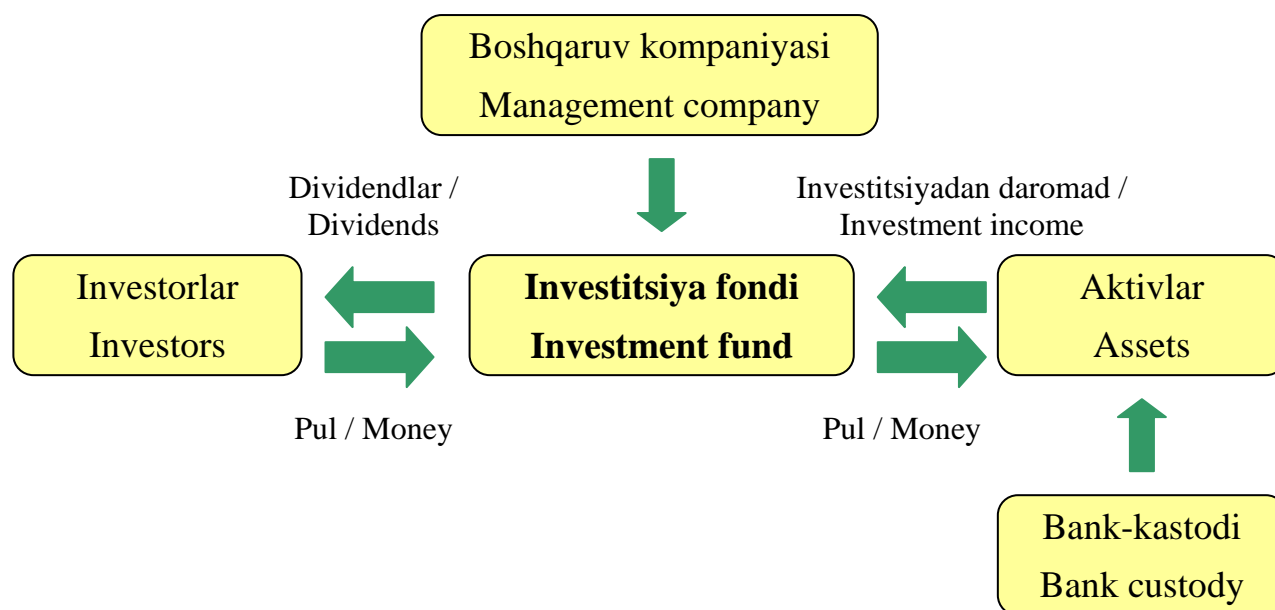 Boshqaruv kompaniyasi
Management company
Dividendlar /
Dividends
Investitsiyadan daromad /
Investment income
Investorlar
Investors
Investitsiya fondi
Investment fund
Aktivlar
Assets
Pul / Money
Pul / Money
Bank-kastodi
Bank custody